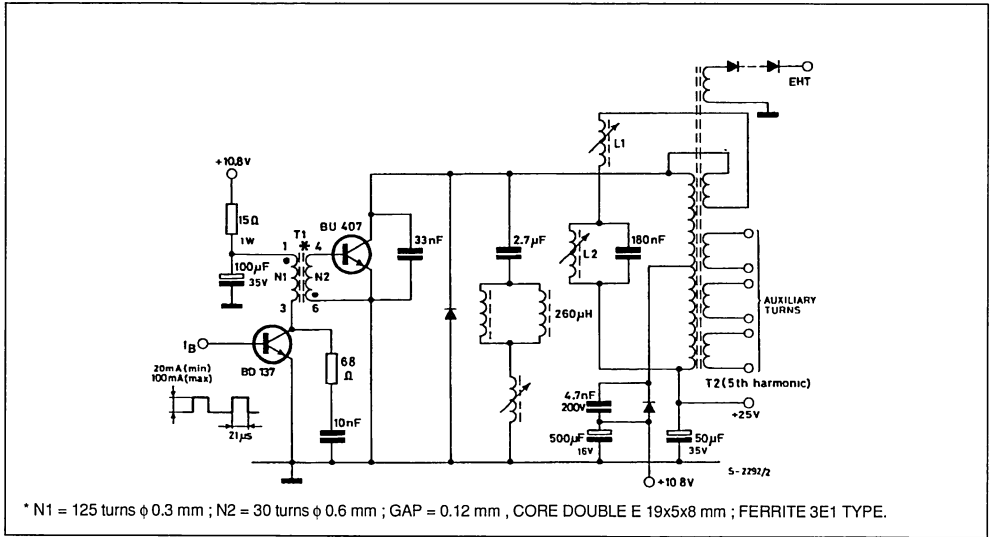 EHT
L1
+10.8V
15Ω
1W
T1
*
BU 407
1
4
100µF
35V
N1
N2
3
6
33nF
2.7µF
L2
180nF
260µH
AUXILIARY
TURNS
IB
BD 137
20mA(min)
100mA(max)
21µs
68
Ω
10nF
T2(5th harmonic)
+25V
4.7nF
200V
500µF
16V
50µF
35V
S-2292/2
+10 8V
* N1 = 125 turns ϕ 0.3 mm ; N2 = 30 turns ϕ 0.6 mm ; GAP = 0.12 mm , CORE DOUBLE E 19x5x8 mm ; FERRITE 3E1 TYPE.